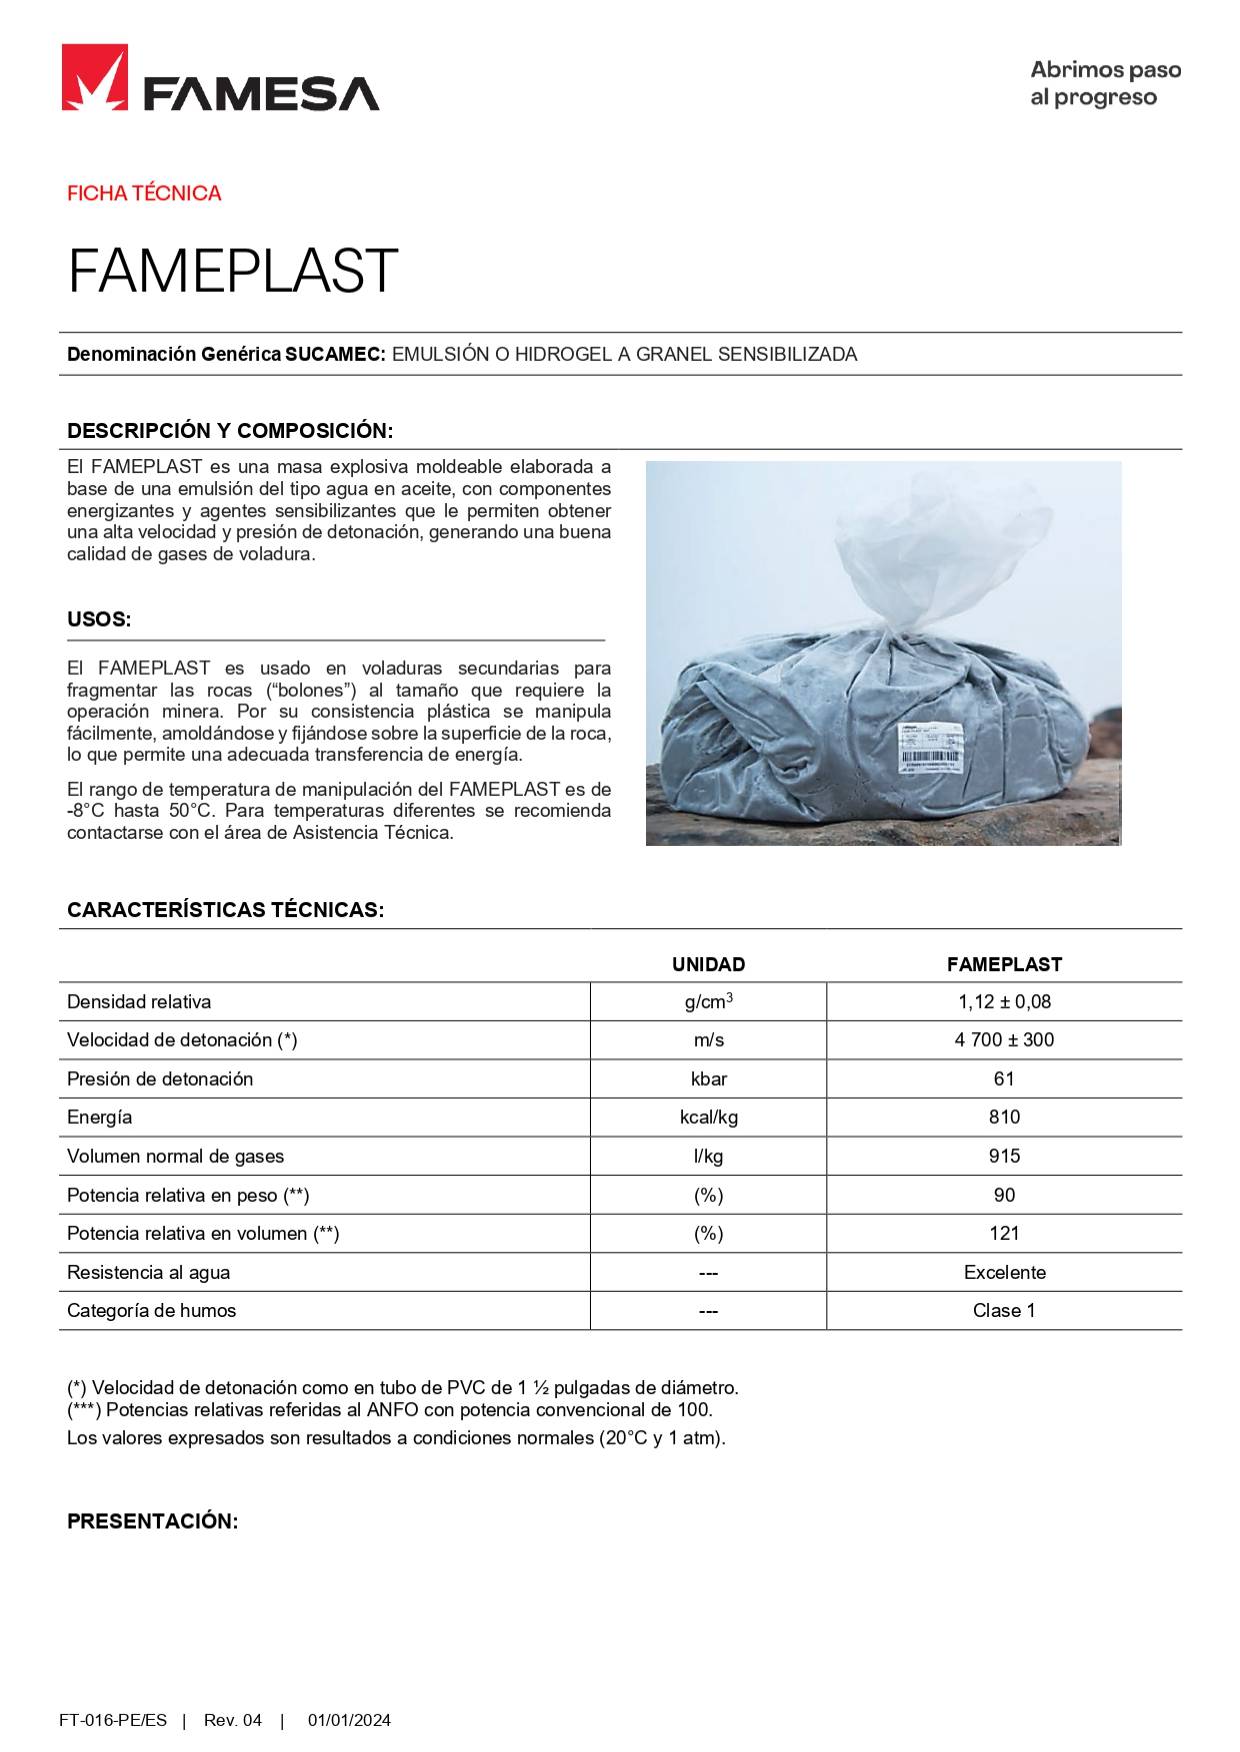 FAMESA
Abrimos paso
al progreso
FICHA TÉCNICA
FAMEPLAST
Denominación Genérica SUCAMEC: EMULSIÓN O HIDROGEL A GRANEL SENSIBILIZADA
DESCRIPCIÓN Y COMPOSICIÓN:
El FAMEPLAST es una masa explosiva moldeable elaborada a
base de una emulsión del tipo agua en aceite, con componentes
energizantes y agentes sensibilizantes que le permiten obtener
una alta velocidad y presión de detonación, generando una buena
calidad de gases de voladura.
USOS:
El FAMEPLAST es usado en voladuras secundarias para
fragmentar las rocas (“bolones”) al tamaño que requiere la
operación minera. Por su consistencia plástica se manipula
fácilmente, amoldándose y fijándose sobre la superficie de la roca,
lo que permite una adecuada transferencia de energía.
El rango de temperatura de manipulación del FAMEPLAST es de
-8°C hasta 50°C. Para temperaturas diferentes se recomienda
contactarse con el área de Asistencia Técnica.
CARACTERÍSTICAS TÉCNICAS:
UNIDAD FAMEPLAST
Densidad relativa g/cm³ 1,12 ± 0,08
Velocidad de detonación (*) m/s 4 700 ± 300
Presión de detonación kbar 61
Energía kcal/kg 810
Volumen normal de gases l/kg 915
Potencia relativa en peso (**) (%) 90
Potencia relativa en volumen (**) (%) 121
Resistencia al agua --- Excelente
Categoría de humos --- Clase 1
(*) Velocidad de detonación como en tubo de PVC de 1 ½ pulgadas de diámetro.
(***) Potencias relativas referidas al ANFO con potencia convencional de 100.
Los valores expresados son resultados a condiciones normales (20°C y 1 atm).
PRESENTACIÓN:
FT-016-PE/ES | Rev. 04 | 01/01/2024